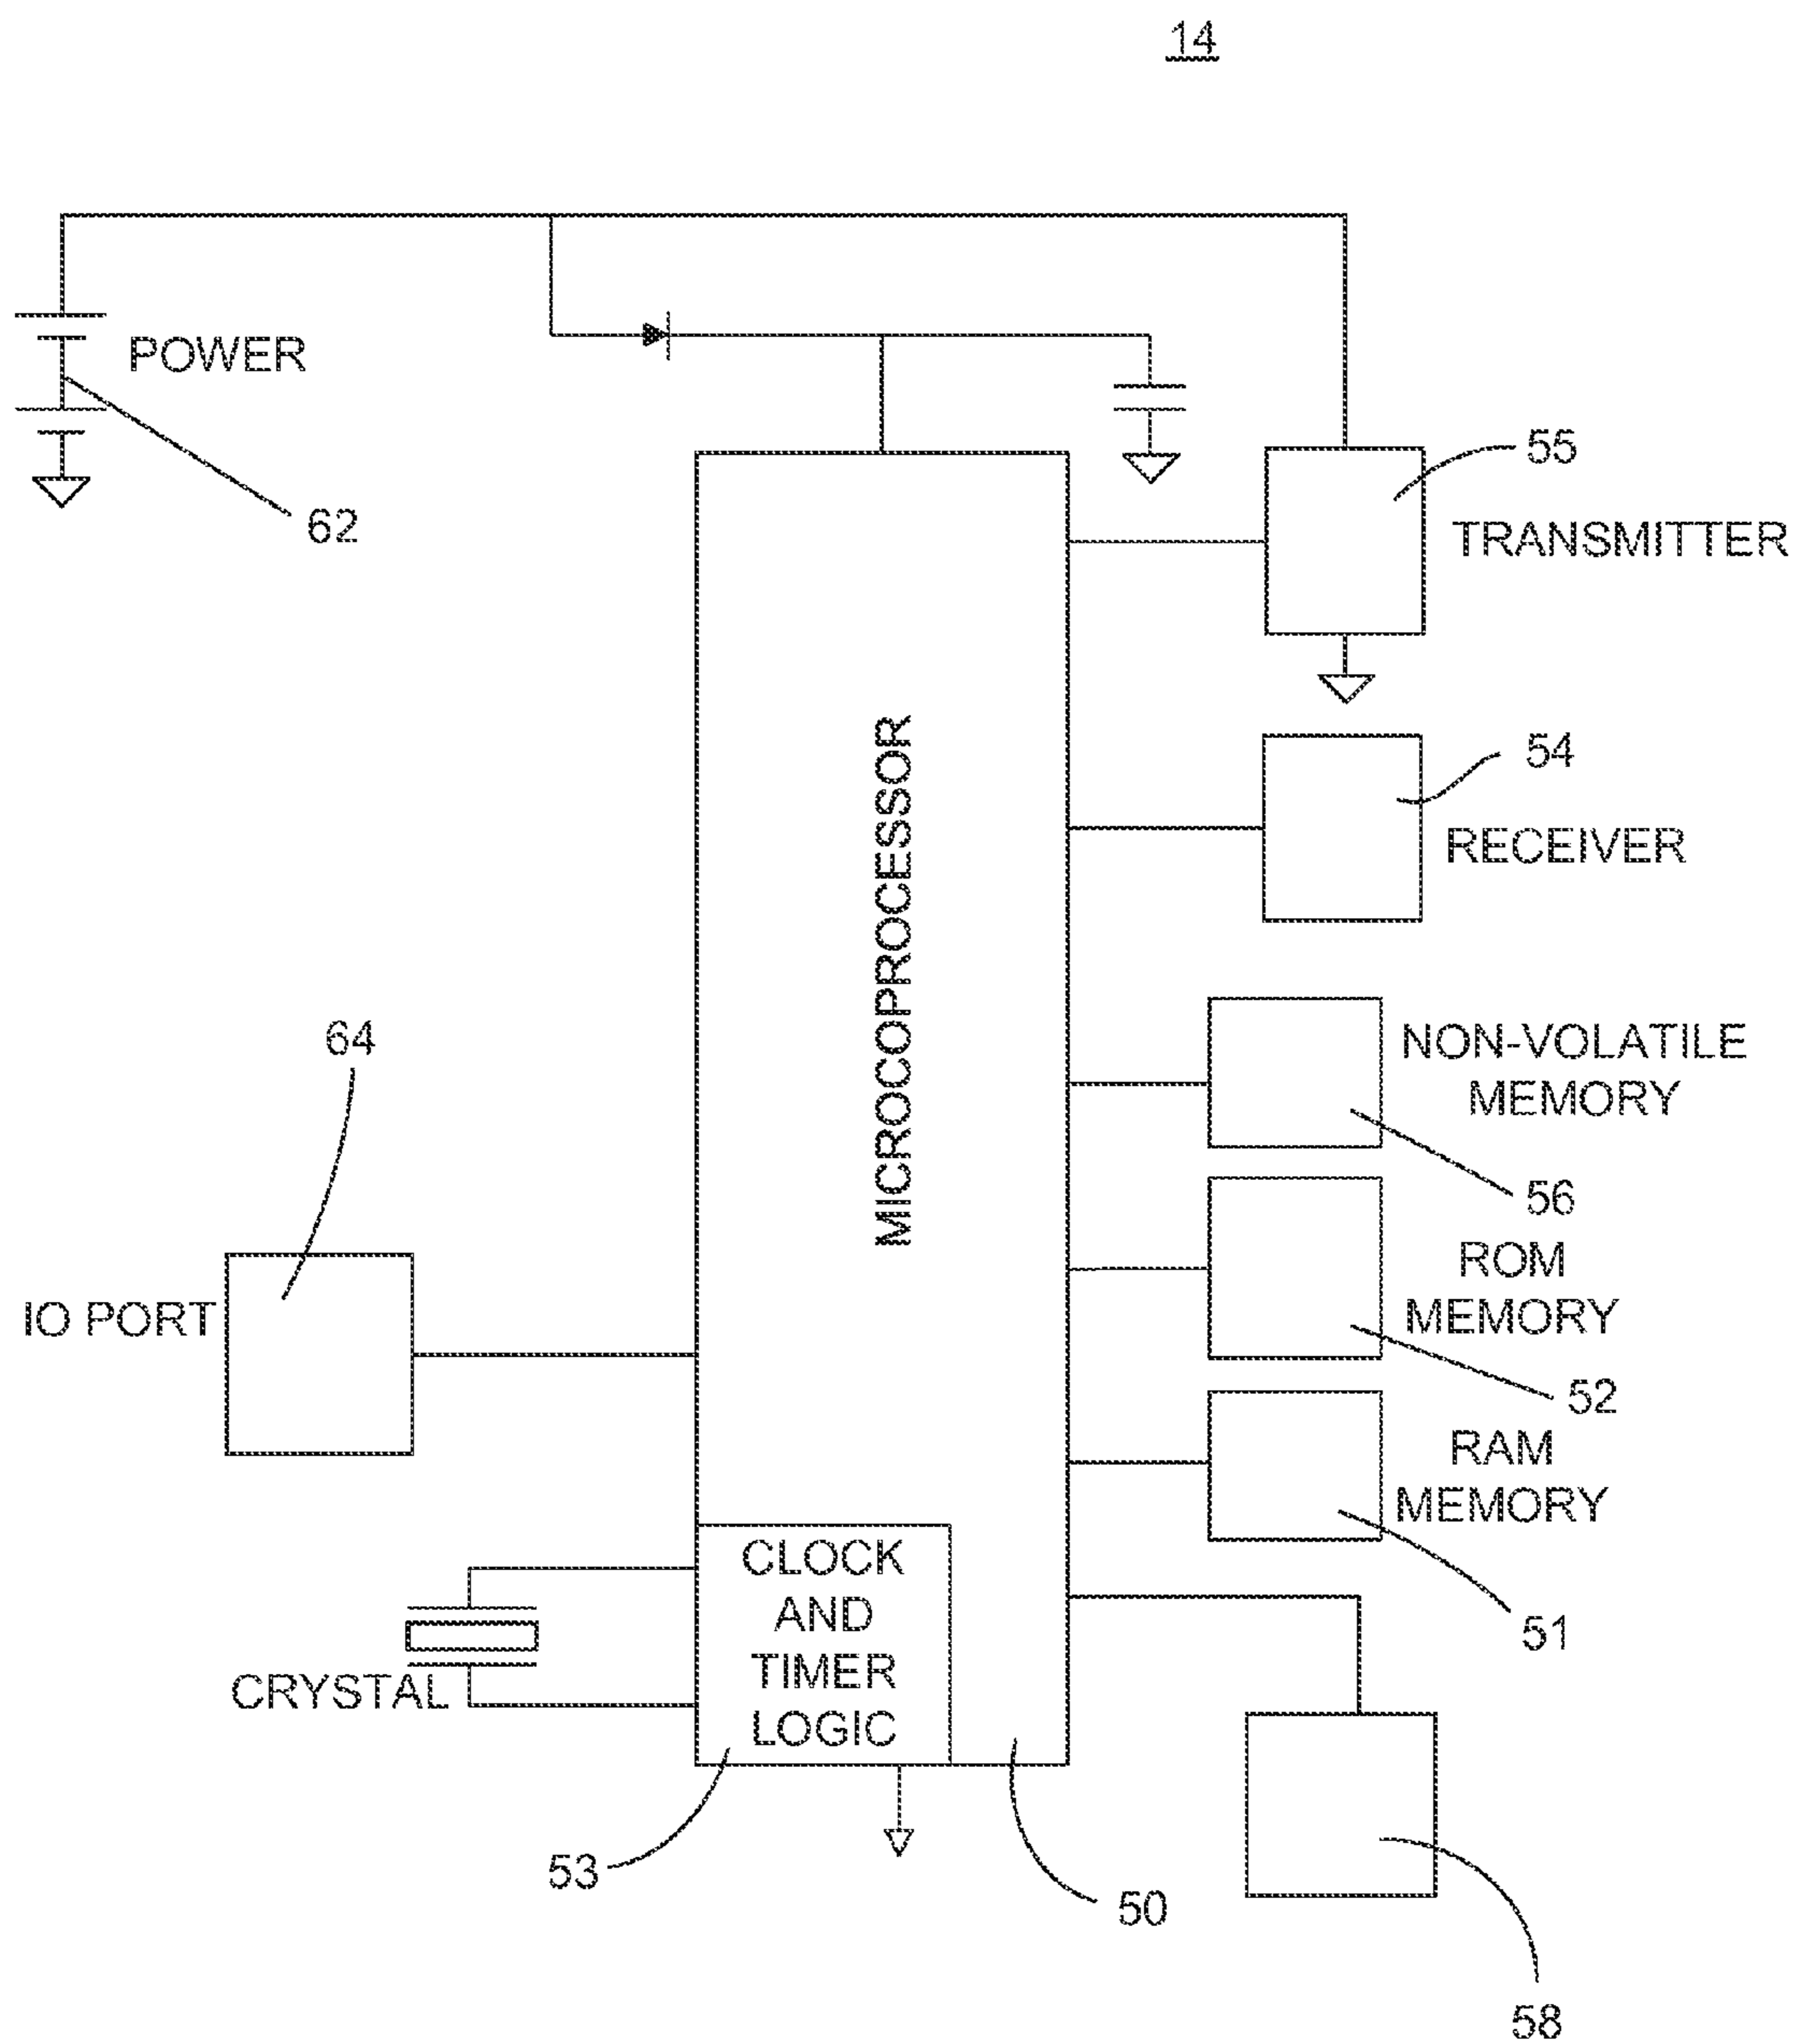 14
POWER
62
55
TRANSMITTER
54
RECEIVER
MICROCOPROCESSOR
NON-VOLATILE
MEMORY
56
64
ROM
MEMORY
52
IO PORT
RAM
MEMORY
51
CLOCK
AND
TIMER
LOGIC
CRYSTAL
53
50
58